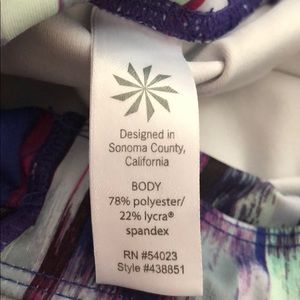 Designed in
Sonoma County,
California
BODY
78% polyester/
22% lycra®
spandex
RN #54023
Style #438851